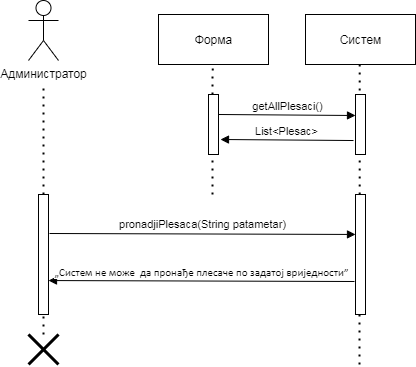 Администратор
Форма
Систем
getAllPlesaci()
List<Plesac>
pronadjiPlesaca(String patametar)
„Систем не може да пронађе плесаче по задатој вриједности”